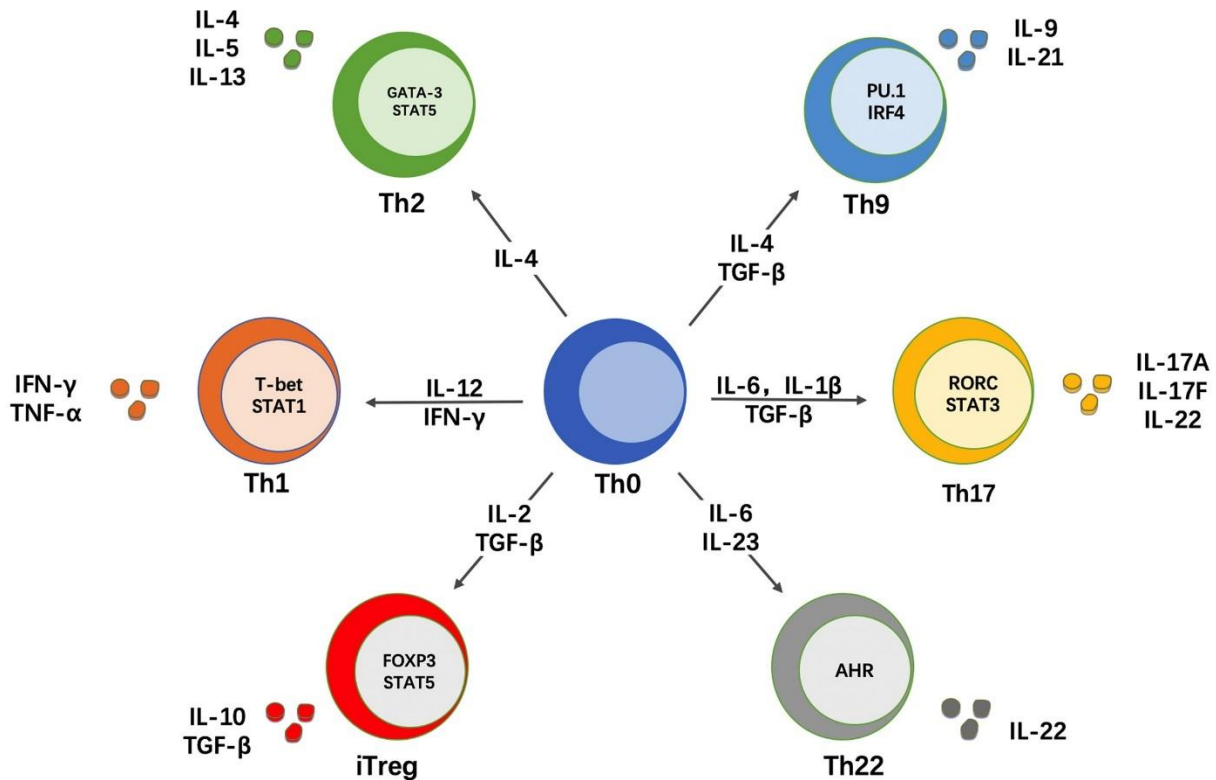 IL-4
IL-5
IL-13
GATA-3
STAT5
Th2
IL-4
PU.1
IRF4
IL-9
IL-21
Th9
IL-4
TGF-β
IFN-γ
TNF-α
T-bet
STAT1
Th1
IL-12
IFN-γ
Th0
IL-6，IL-1β
TGF-β
RORC
STAT3
Th17
IL-17A
IL-17F
IL-22
IL-2
TGF-β
FOXP3
STAT5
IL-10
TGF-β
iTreg
IL-6
IL-23
AHR
Th22
IL-22